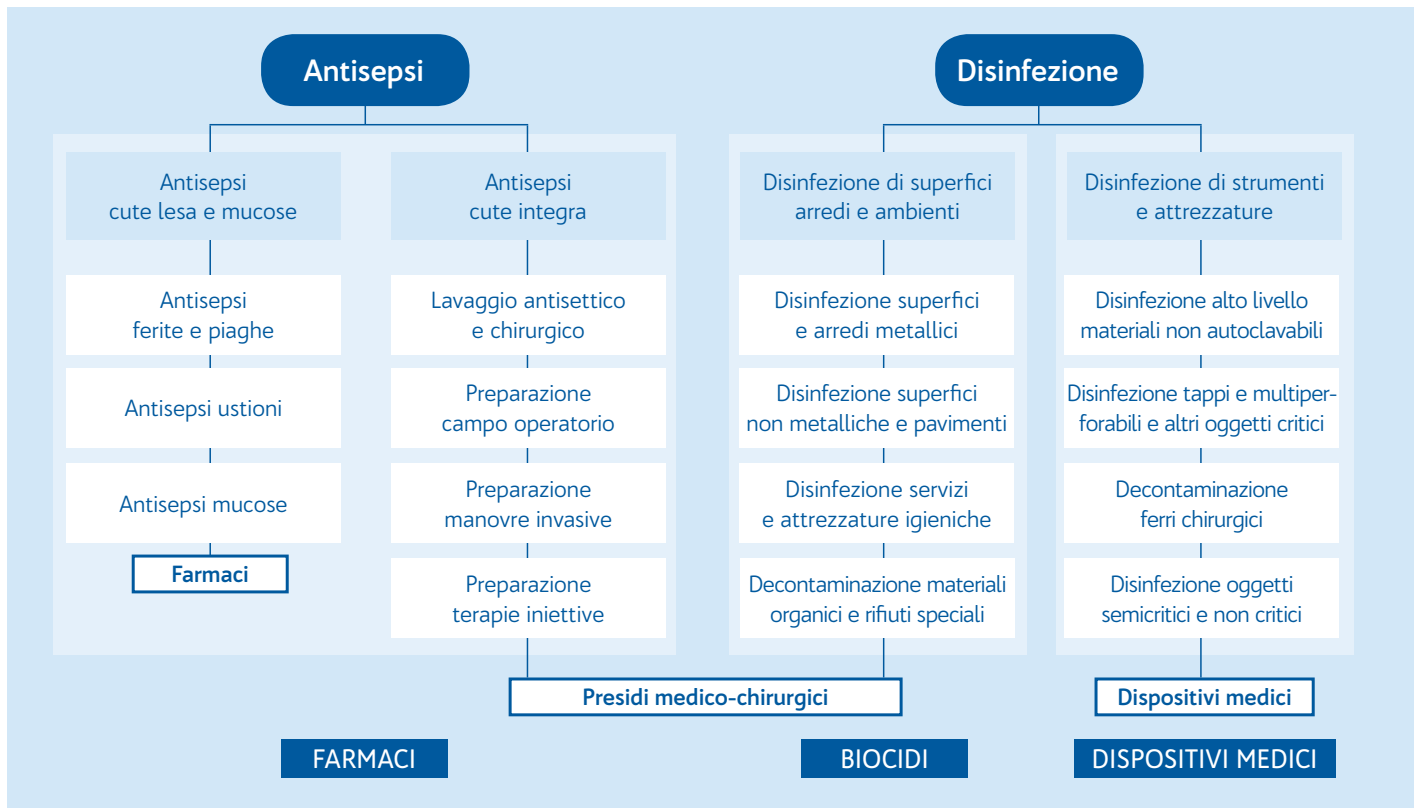 Antisepsi
Antisepsi
cute lesa e mucose
Antisepsi
ferite e piaghe
Antisepsi ustioni
Antisepsi mucose
Farmaci
Antisepsi
cute integra
Lavaggio antisettico
e chirurgico
Preparazione
campo operatorio
Preparazione
manovre invasive
Preparazione
terapie iniettive
Disinfezione
Disinfezione di superfici
arredi e ambienti
Disinfezione superfici
e arredi metallici
Disinfezione superfici
non metalliche e pavimenti
Disinfezione servizi
e attrezzature igieniche
Decontaminazione materiali
organici e rifiuti speciali
Disinfezione di strumenti
e attrezzature
Disinfezione alto livello
materiali non autoclavabili
Disinfezione tappi e multiper-
forabili e altri oggetti critici
Decontaminazione
ferri chirurgici
Disinfezione oggetti
semicritici e non critici
Presidi medico-chirurgici
Dispositivi medici
FARMACI
BIOCIDI
DISPOSITIVI MEDICI